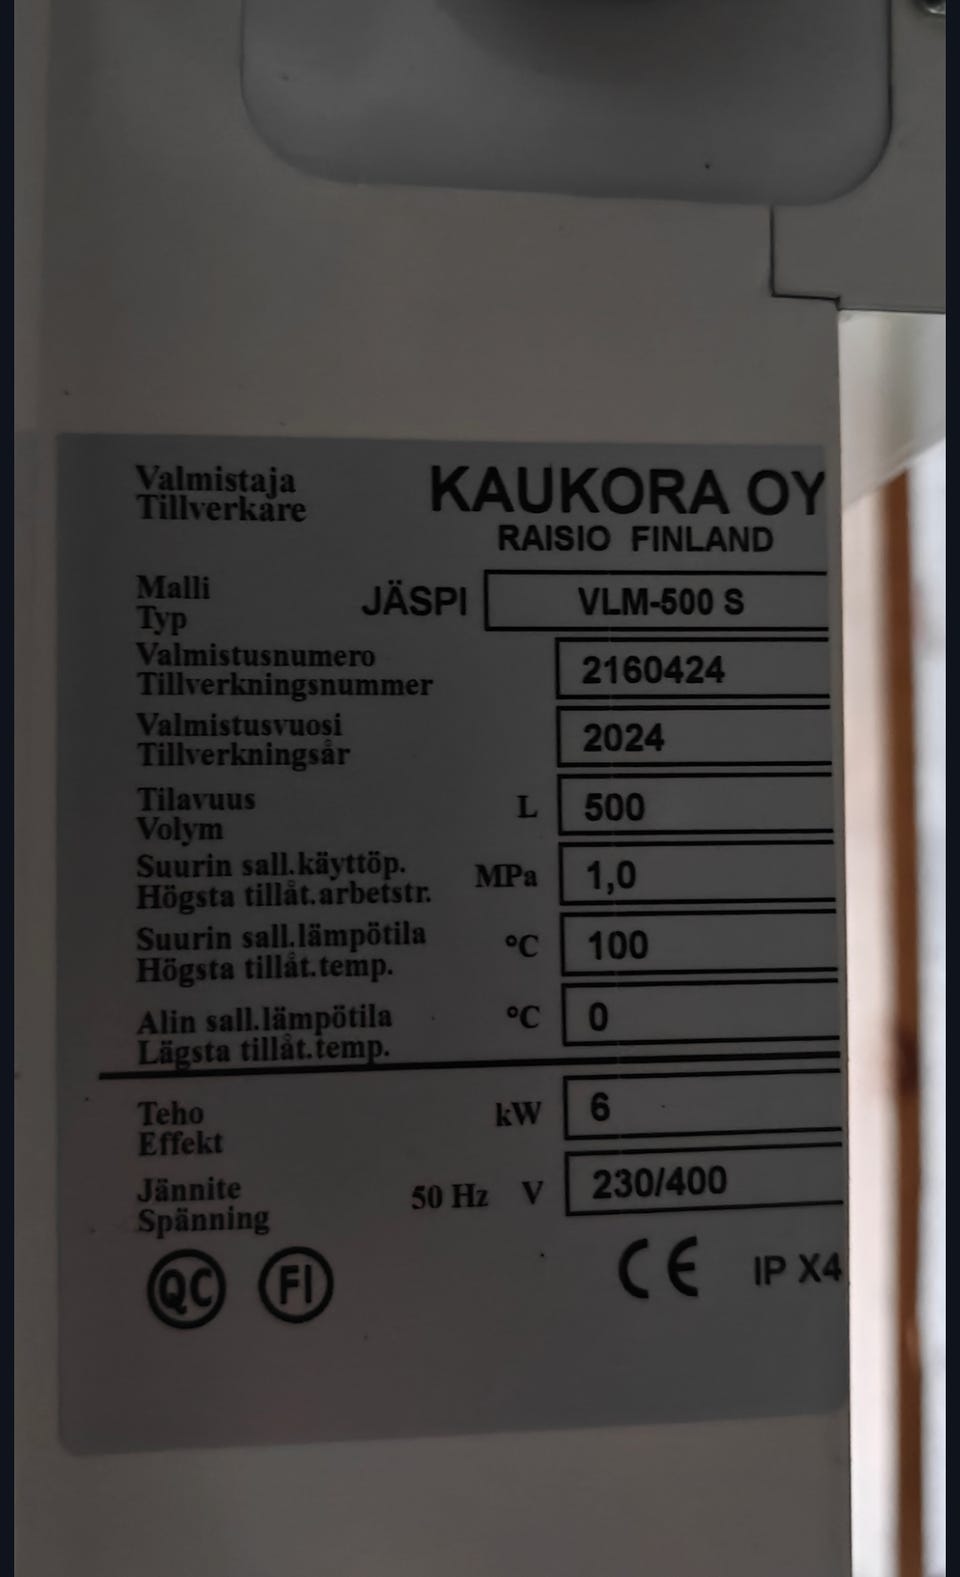 Valmistaja
Tillverkare
KAUKORA OY
RAISIO FINLAND
Malli
Typ
JÄSPI
VLM-500 S
Valmistusnumero
Tillverkningsnummer
2160424
Valmistusvuosi
Tillverkningsår
2024
Tilavuus
Volym
L
500
Suurin sall.käyttöp.
Högsta tillåt.arbetstr.
MPa
1,0
Suurin sall.lämpötila
Högsta tillåt.temp.
°C
100
Alin sall.lämpötila
Lägsta tillåt.temp.
°C
0
Teho
Effekt
kW
6
Jännite
Spänning
50 Hz V
230/400
QC FI CE IP X4